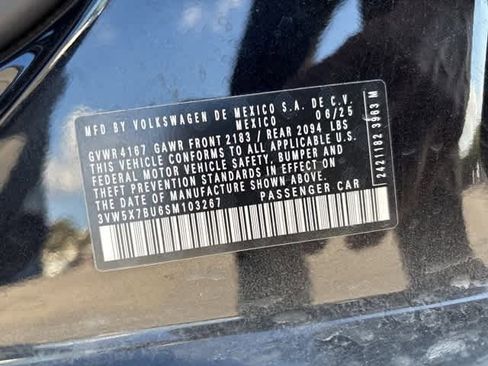 MFD BY VOLKSWAGEN DE MEXICO S.A. DE C.V.
MEXICO 06/25
GVWR 4167 GAWR FRONT 2183 / REAR 2094 LBS
THIS VEHICLE CONFORMS TO ALL APPLICABLE U.S.
FEDERAL MOTOR VEHICLE SAFETY, BUMPER AND
THEFT PREVENTION STANDARDS IN EFFECT ON
THE DATE OF MANUFACTURE SHOWN ABOVE.
3VW5X7BU6SM103267 PASSENGER CAR
2421182 3963 M